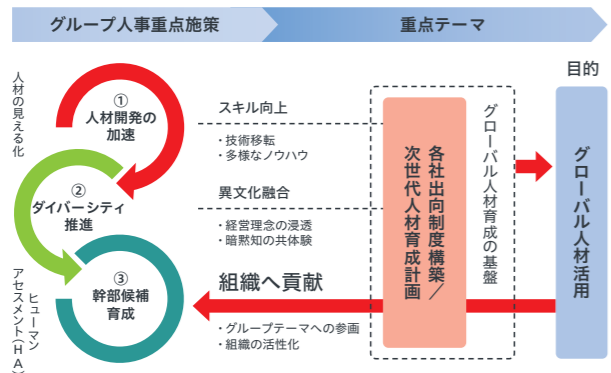 グループ人事重点施策
重点テーマ
目的
人材の見える化
①
人材開発の
加速
②
ダイバーシティ
推進
③
幹部候補
育成
ヒューマン
アセスメント(HA)
スキル向上
・技術移転
・多様なノウハウ
異文化融合
・経営理念の浸透
・暗黙知の共体験
組織へ貢献
・グループテーマへの参画
・組織の活性化
各社出向制度構築／
次世代人材育成計画
グローバル人材育成の基盤
グローバル人材活用